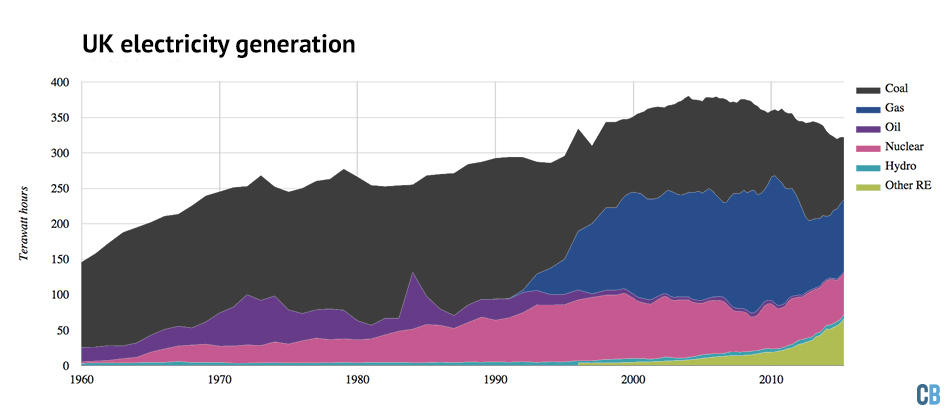 UK electricity generation
400
350
300
250
200
150
100
50
0
Terawatt hours
1960
1970
1980
1990
2000
2010
Coal
Gas
Oil
Nuclear
Hydro
Other RE
CB